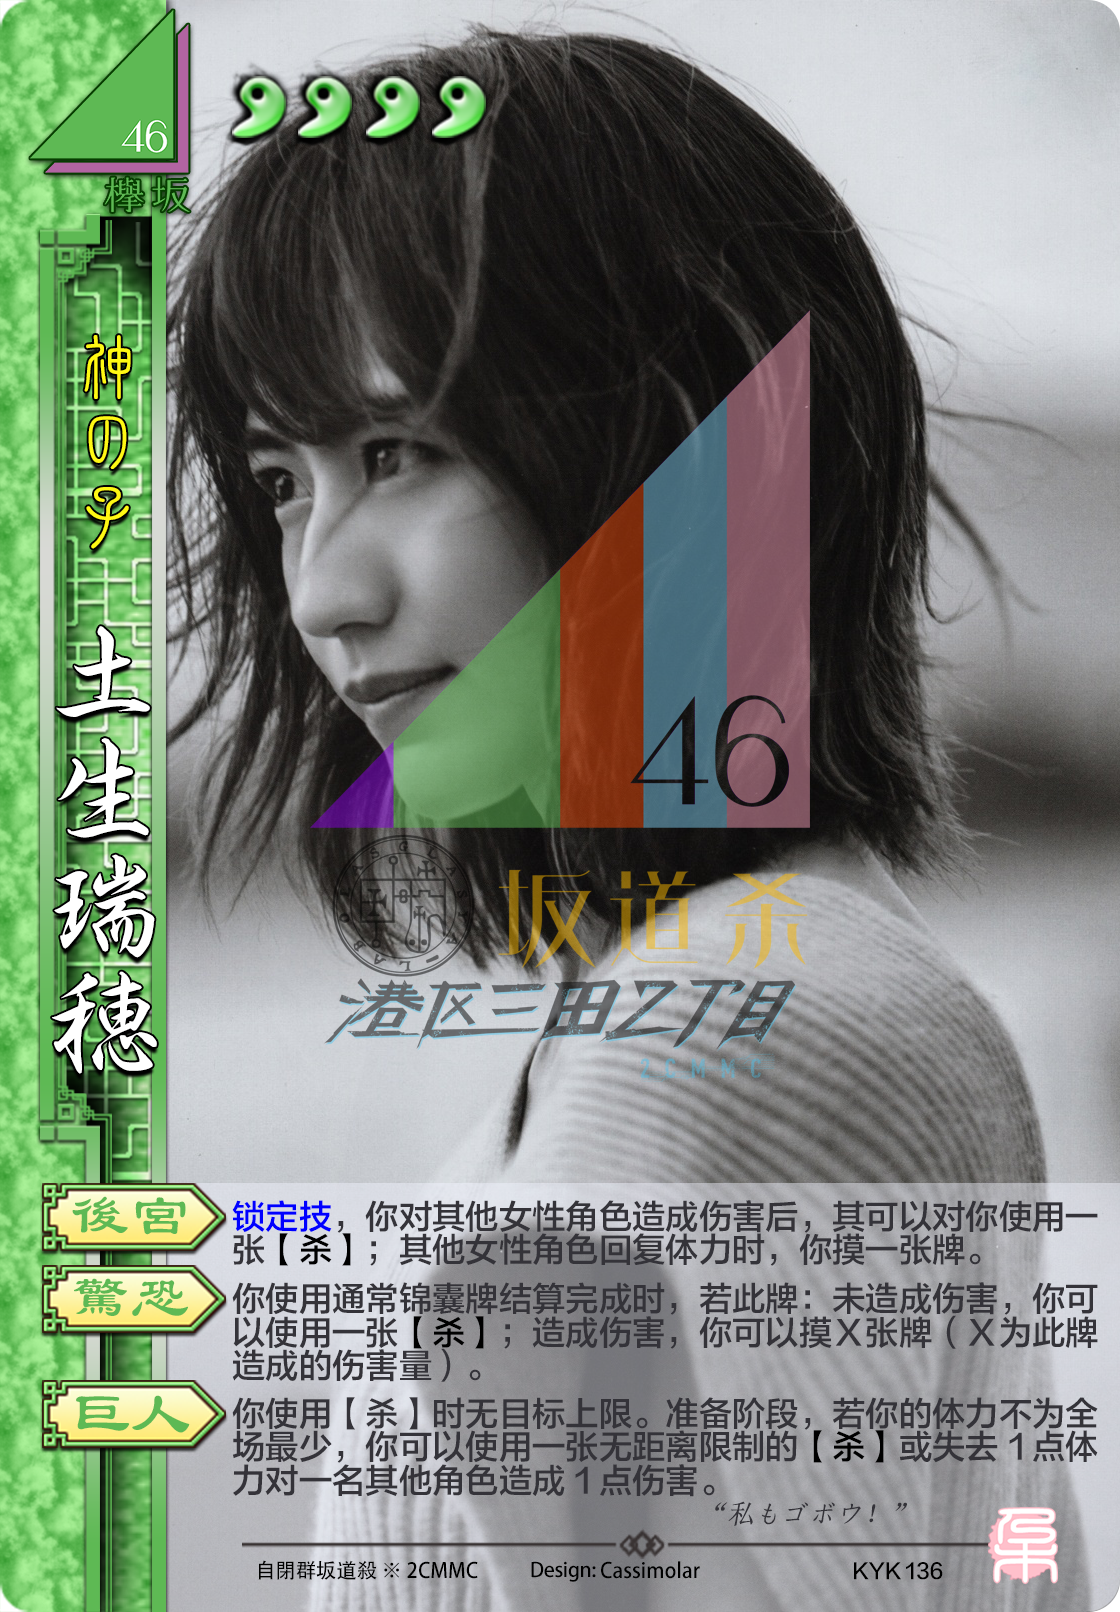 46
欅坂
神の子
土生瑞穂
46
坂道杀
港区三田乙丁目
2CMMC
後宮
锁定技，你对其他女性角色造成伤害后，其可以对你使用一
张【杀】；其他女性角色回复体力时，你摸一张牌。
驚恐
你使用通常锦囊牌结算完成时，若此牌：未造成伤害，你可
以使用一张【杀】；造成伤害，你可以摸X张牌（X为此牌
造成的伤害量）。
巨人
你使用【杀】时无目标上限。准备阶段，若你的体力不为全
场最少，你可以使用一张无距离限制的【杀】或失去1点体
力对一名其他角色造成1点伤害。
“私もゴボウ！”
自閉群坂道殺 ※ 2CMMC
Design: Cassimolar
KYK 136